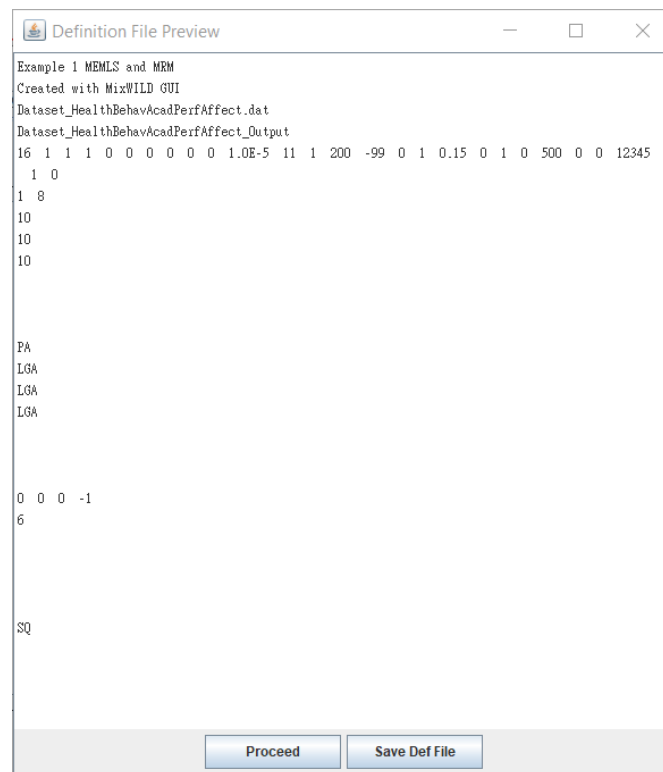 Definition File Preview
Example 1 MEMLS and MRM
Created with MixWILD GUI
Dataset_HealthBehavAcadPerfAffect.dat
Dataset_HealthBehavAcadPerfAffect_Output
16 1 1 1 0 0 0 0 0 0 1.0E-5 11 1 200 -99 0 1 0.15 0 1 0 500 0 0 12345
1 0
1 8
10
10
10
PA
LGA
LGA
LGA
0 0 0 -1
6
SQ
Proceed Save Def File